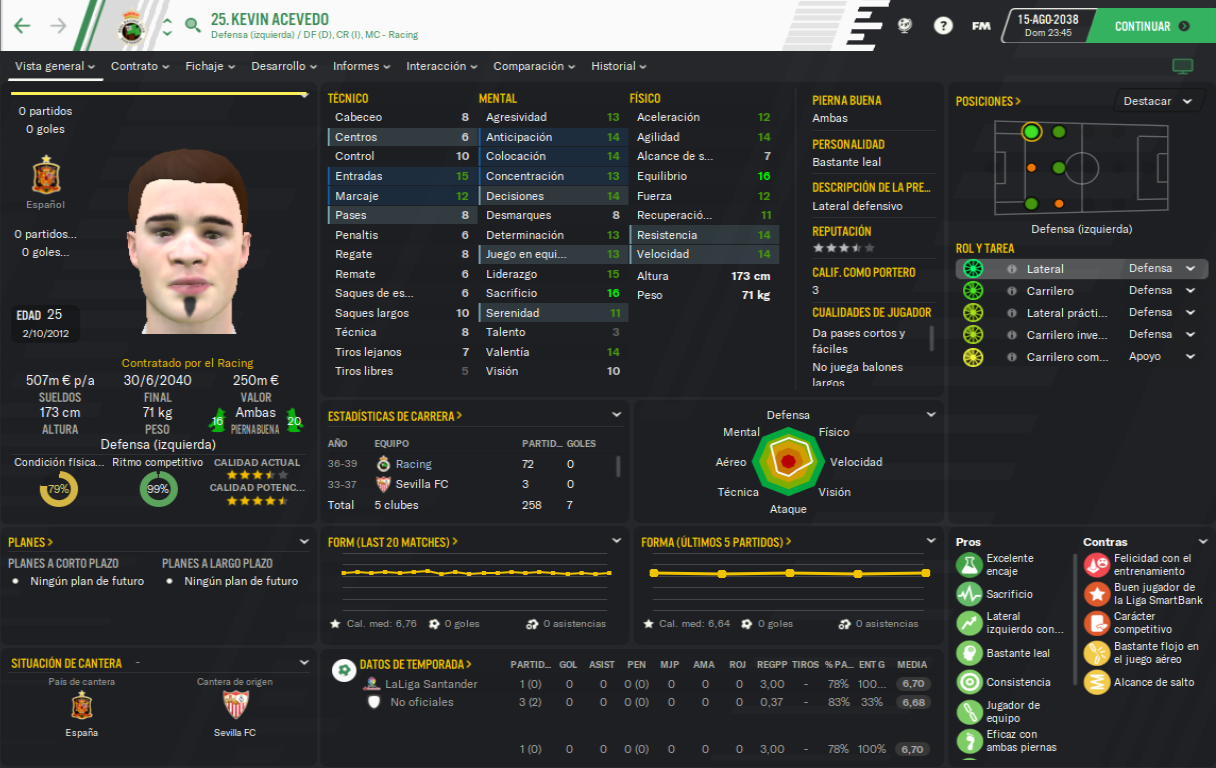 25. KEVIN ACEVEDO
Defensa (izquierda) / DF (D), CR (I), MC - Racing
?
FM
15-AGO-2038
Dom 23:45
CONTINUAR
Vista general Contrato Fichaje Desarrollo Informes Interacción Comparación Historial
0 partidos
0 goles
Español
0 partidos...
0 goles...
EDAD 25
2/10/2012
Contratado por el Racing
507m € p/a 30/6/2040 250m €
SUELDOS FINAL VALOR
173 cm 71 kg 16 Ambas 20
ALTURA PESO PIERNA BUENA
Defensa (izquierda)
Condición física... Ritmo competitivo CALIDAD ACTUAL
79% 99%
CALIDAD POTENC...
TÉCNICO
Cabeceo 8
Centros 6
Control 10
Entradas 15
Marcaje 12
Pases 8
Penaltis 6
Regate 8
Remate 6
Saques de es... 6
Saques largos 10
Técnica 8
Tiros lejanos 7
Tiros libres 5
MENTAL
Agresividad 13
Anticipación 14
Colocación 14
Concentración 13
Decisiones 14
Desmarques 8
Determinación 13
Juego en equi... 13
Liderazgo 15
Sacrificio 16
Serenidad 11
Talento 3
Valentía 14
Visión 10
FÍSICO
Aceleración 12
Agilidad 14
Alcance de s... 7
Equilibrio 16
Fuerza 12
Recuperació... 11
Resistencia 14
Velocidad 14
Altura 173 cm
Peso 71 kg
PIERNA BUENA
Ambas
PERSONALIDAD
Bastante leal
DESCRIPCIÓN DE LA PRE...
Lateral defensivo
REPUTACIÓN
CALIF. COMO PORTERO
3
CUALIDADES DE JUGADOR
Da pases cortos y
fáciles
No juega balones
largos
POSICIONES >
Destacar
Defensa (izquierda)
ROL Y TAREA
Lateral Defensa
Carrilero Defensa
Lateral prácti... Defensa
Carrilero inve... Defensa
Carrilero com... Apoyo
ESTADÍSTICAS DE CARRERA >
AÑO EQUIPO PARTID... GOLES
36-39 Racing 72 0
33-37 Sevilla FC 3 0
Total 5 clubes 258 7
Defensa
Mental Físico
Aéreo Velocidad
Técnica Visión
Ataque
PLANES >
PLANES A CORTO PLAZO PLANES A LARGO PLAZO
• Ningún plan de futuro • Ningún plan de futuro
FORM (LAST 20 MATCHES) >
Cal. med: 6,76 0 goles 0 asistencias
FORMA (ÚLTIMOS 5 PARTIDOS) >
Cal. med: 6,64 0 goles 0 asistencias
Pros
Excelente
encaje
Sacrificio
Lateral
izquierdo con...
Bastante leal
Consistencia
Jugador de
equipo
Eficaz con
ambas piernas
Contras
Felicidad con el
entrenamiento
Buen jugador de
la Liga SmartBank
Carácter
competitivo
Bastante flojo en
el juego aéreo
Alcance de salto
SITUACIÓN DE CANTERA -
País de cantera Cantera de origen
España Sevilla FC
DATOS DE TEMPORADA > PARTID... GOL ASIST PEN MJP AMA ROJ REGPP TIROS % PA... ENT G MEDIA
LaLiga Santander 1 (0) 0 0 0 (0) 0 0 0 3,00 - 78% 100... 6,70
No oficiales 3 (2) 0 0 0 (0) 0 0 0 0,37 - 83% 33% 6,68
1 (0) 0 0 0 (0) 0 0 0 3,00 - 78% 100% 6,70